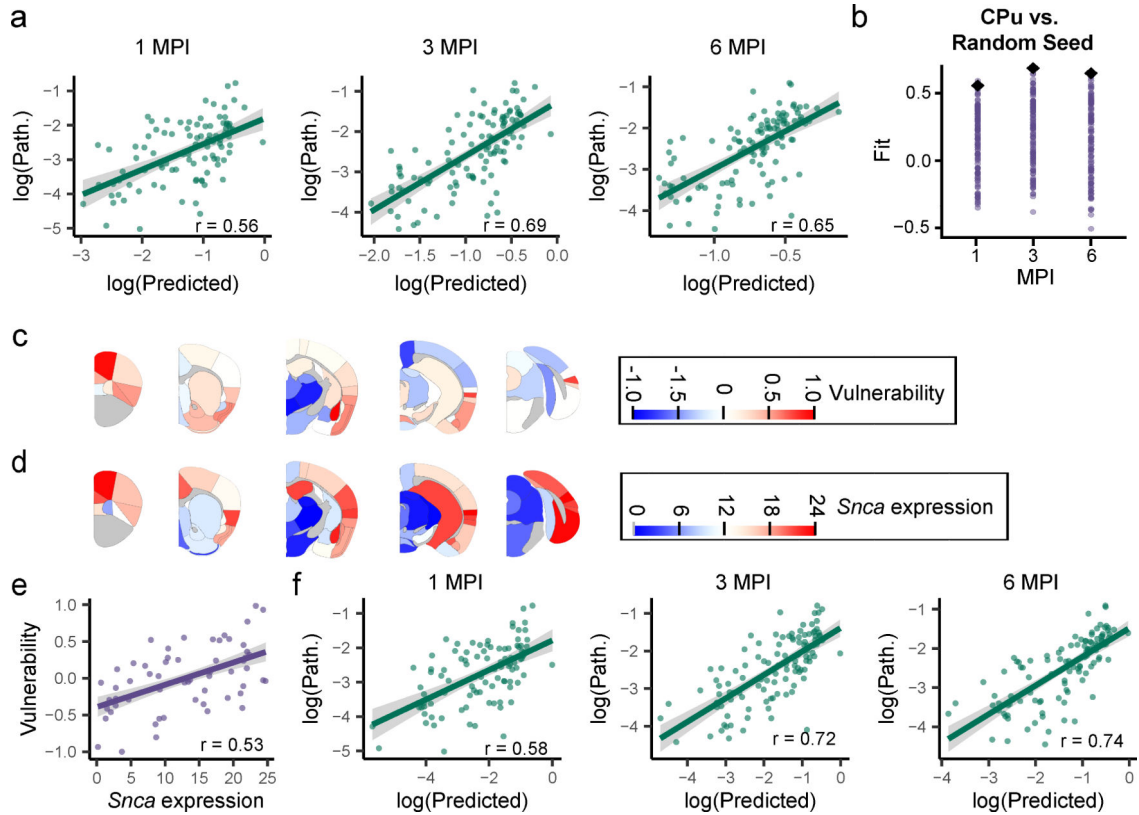 a
1 MPI
3 MPI
6 MPI
b
CPu vs.
Random Seed
log(Path.)
−1
−2
−3
−4
−5
r = 0.56
−3
−2
−1
0
log(Predicted)
log(Path.)
−1
−2
−3
−4
r = 0.69
−2.0
−1.5
−1.0
−0.5
0.0
log(Predicted)
log(Path.)
−1
−2
−3
−4
r = 0.65
−1.0
−0.5
log(Predicted)
Fit
0.5
0.0
−0.5
1
3
6
MPI
c
-1.0
-1.5
0
0.5
1.0
Vulnerability
d
0
6
12
18
24
Snca expression
e
Vulnerability
1.0
0.5
0.0
−0.5
−1.0
r = 0.53
0
5
10
15
20
25
Snca expression
f
1 MPI
3 MPI
6 MPI
log(Path.)
−1
−2
−3
−4
−5
r = 0.58
−4
−2
0
log(Predicted)
log(Path.)
−1
−2
−3
−4
r = 0.72
−4
−3
−2
−1
0
log(Predicted)
log(Path.)
−1
−2
−3
−4
r = 0.74
−4
−3
−2
−1
0
log(Predicted)